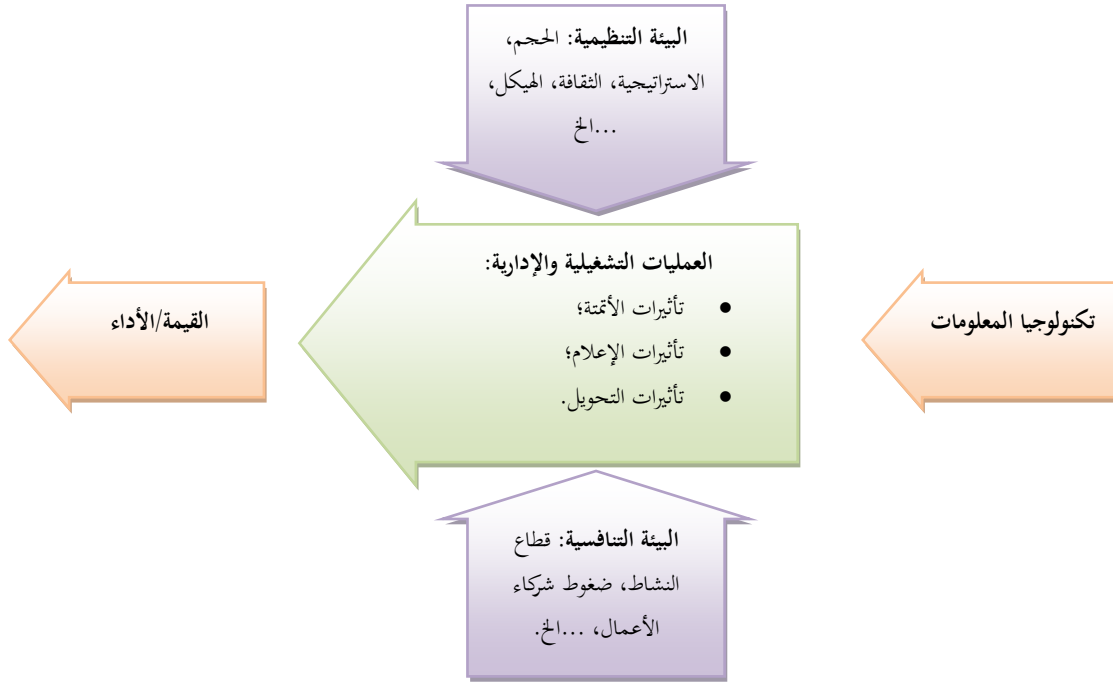 البيئة التنظيمية: الحجم،
الاستراتيجية، الثقافة، الهيكل،
...الخ
تكنولوجيا المعلومات
العمليات التشغيلية والإدارية:
● تأثيرات الأتمتة؛
● تأثيرات الإعلام؛
● تأثيرات التحويل.
القيمة/الأداء
البيئة التنافسية: قطاع
النشاط، ضغوط شركاء
الأعمال، ...الخ.